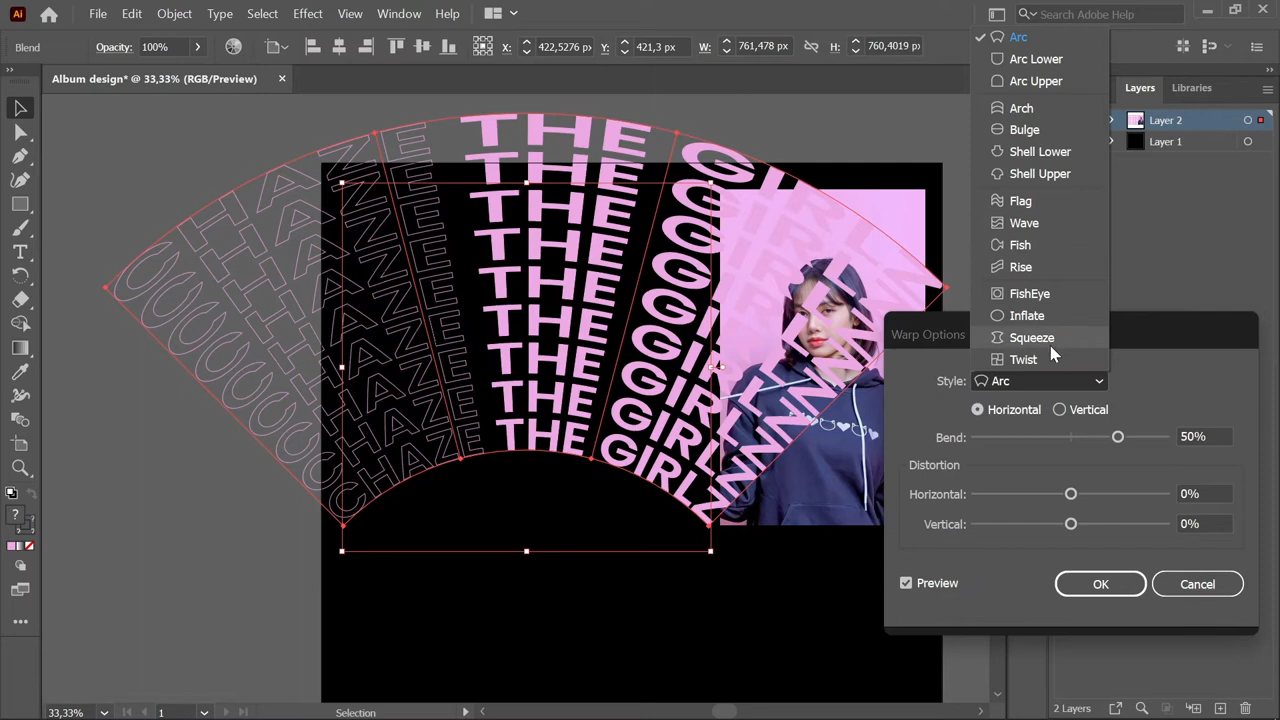 Ai File Edit Object Type Select Effect View Window Help Search Adobe Help
Blend Opacity: 100% X: 422,5276 px Y: 421,3 px W: 761,478 px H: 760,4019 px
Album design* @ 33,33% (RGB/Preview) ×
Layers Libraries
Layer 2
Layer 1
Arc
Arc Lower
Arc Upper
Arch
Bulge
Shell Lower
Shell Upper
Flag
Wave
Fish
Rise
FishEye
Inflate
Squeeze
Twist
Warp Options
Style: Arc
Horizontal Vertical
Bend: 50%
Distortion
Horizontal: 0%
Vertical: 0%
Preview OK Cancel
CHAZE THE GIRLN
THE
THE
THE
THE
THE
THE
THE
THE
33,33% 1 Selection
2 Layers